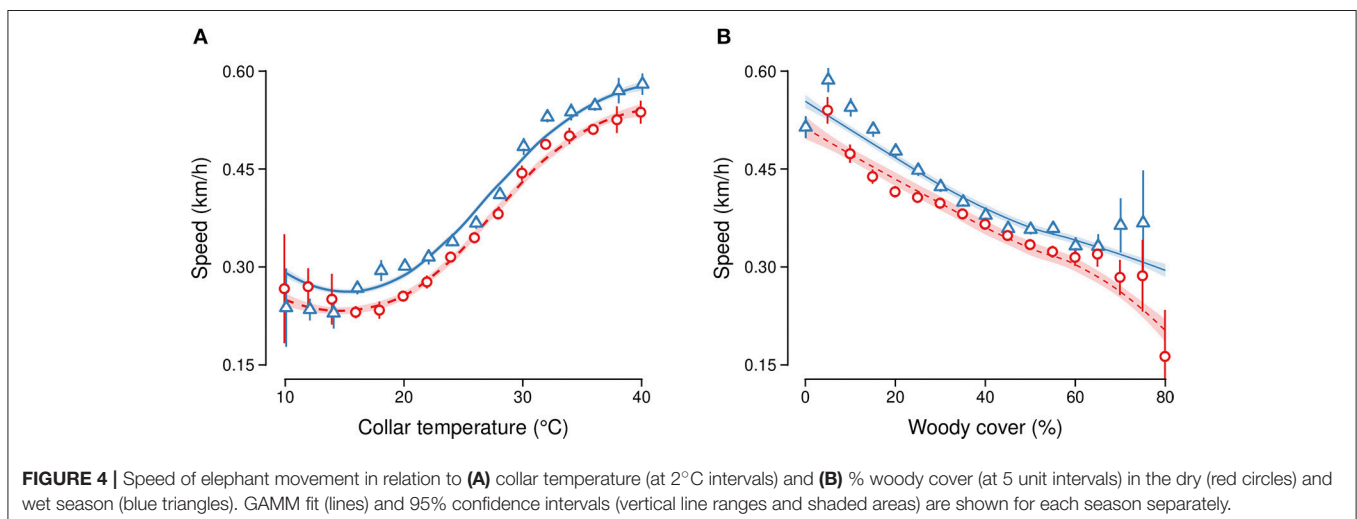 A
B
0.60
0.45
0.30
0.15
Speed (km/h)
10
20
30
40
Collar temperature (°C)
0.60
0.45
0.30
0.15
Speed (km/h)
0
20
40
60
80
Woody cover (%)
FIGURE 4 | Speed of elephant movement in relation to (A) collar temperature (at 2°C intervals) and (B) % woody cover (at 5 unit intervals) in the dry (red circles) and
wet season (blue triangles). GAMM fit (lines) and 95% confidence intervals (vertical line ranges and shaded areas) are shown for each season separately.